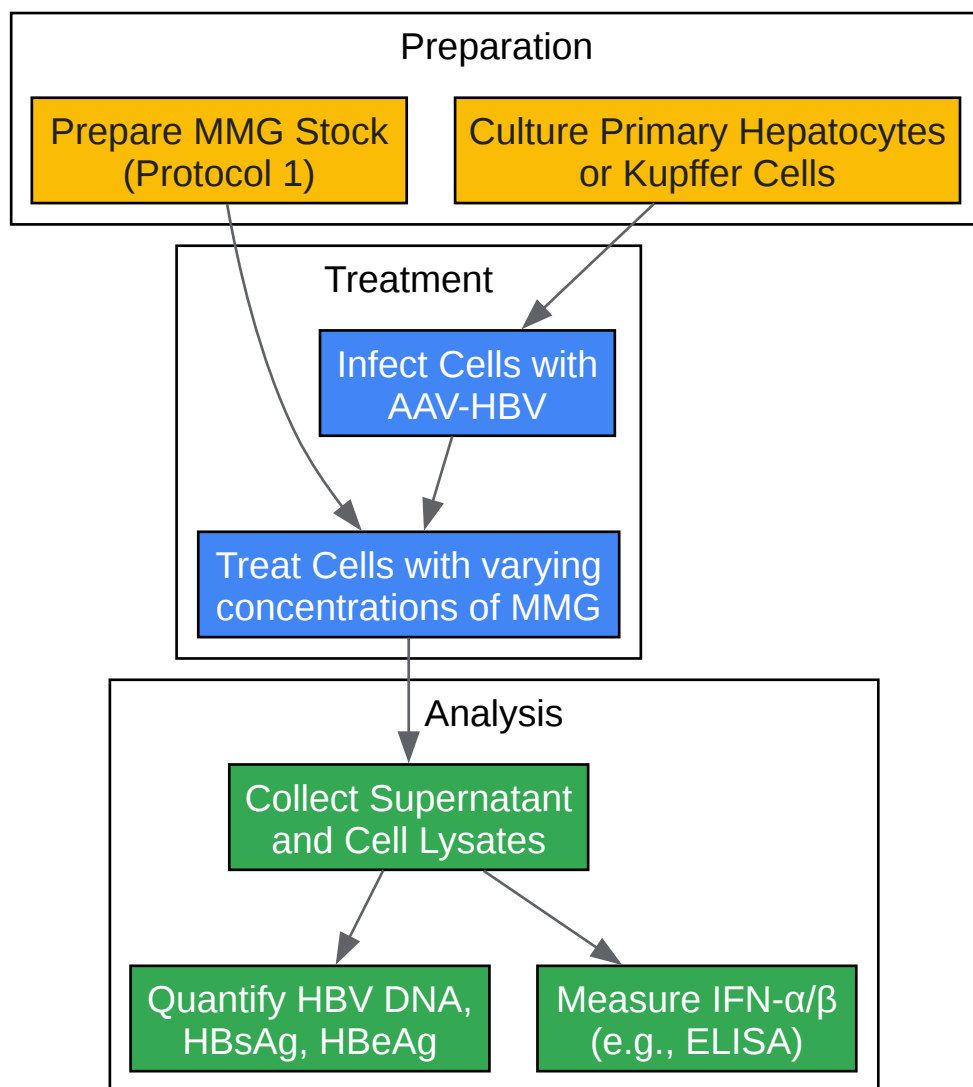 Preparation
Prepare MMG Stock
(Protocol 1)
Culture Primary Hepatocytes
or Kupffer Cells
Treatment
Infect Cells with
AAV-HBV
Treat Cells with varying
concentrations of MMG
Analysis
Collect Supernatant
and Cell Lysates
Quantify HBV DNA,
HBsAg, HBeAg
Measure IFN-α/β
(e.g., ELISA)